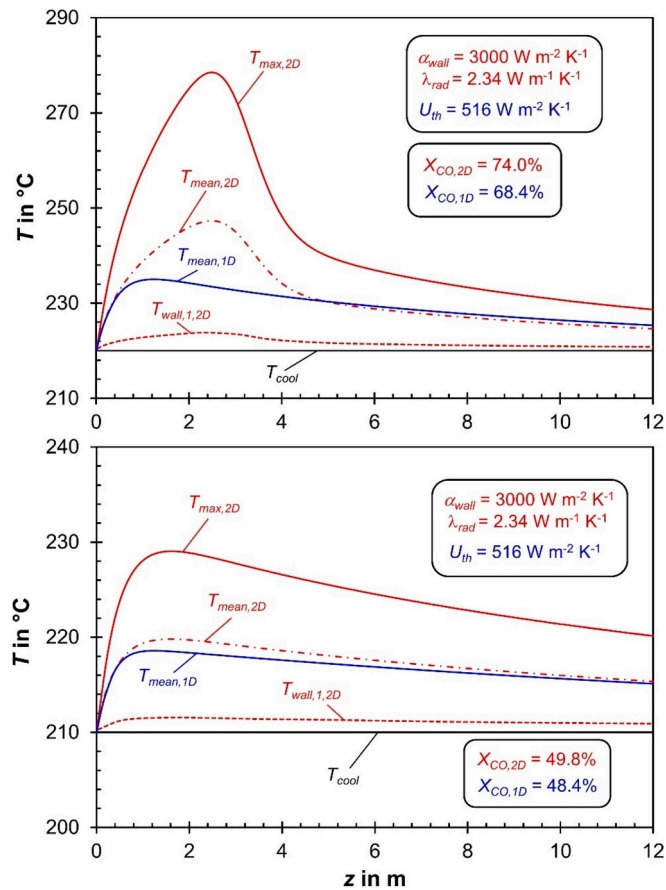 290
270
250
230
210
T in °C
T_max,2D
T_mean,2D
T_mean,1D
T_wall,1,2D
T_cool
α_wall = 3000 W m⁻² K⁻¹
λ_rad = 2.34 W m⁻¹ K⁻¹
U_th = 516 W m⁻² K⁻¹
X_CO,2D = 74.0%
X_CO,1D = 68.4%
0 2 4 6 8 10 12
240
230
220
210
200
T in °C
T_max,2D
T_mean,2D
T_mean,1D
T_wall,1,2D
T_cool
α_wall = 3000 W m⁻² K⁻¹
λ_rad = 2.34 W m⁻¹ K⁻¹
U_th = 516 W m⁻² K⁻¹
X_CO,2D = 49.8%
X_CO,1D = 48.4%
0 2 4 6 8 10 12
z in m